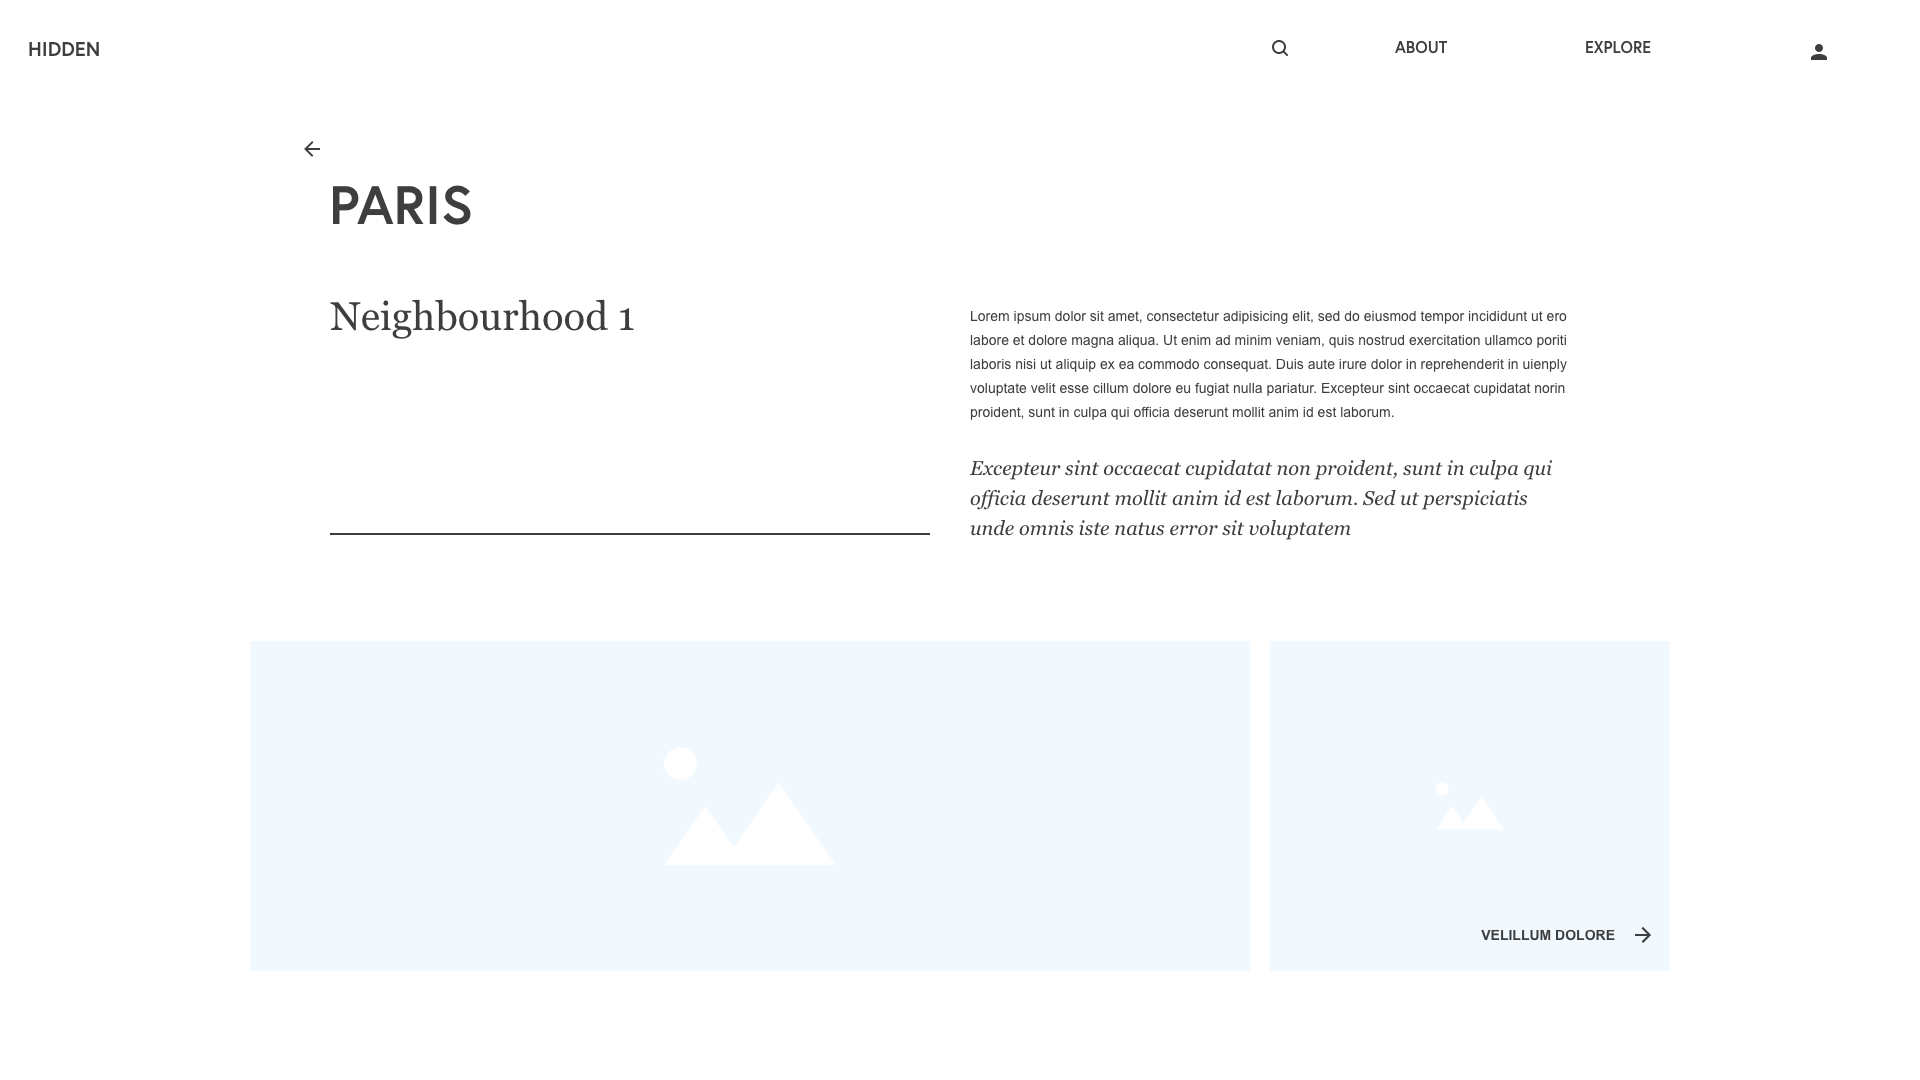 HIDDEN
ABOUT
EXPLORE
PARIS
Neighbourhood 1
Lorem ipsum dolor sit amet, consectetur adipisicing elit, sed do eiusmod tempor incididunt ut ero
labore et dolore magna aliqua. Ut enim ad minim veniam, quis nostrud exercitation ullamco poriti
laboris nisi ut aliquip ex ea commodo consequat. Duis aute irure dolor in reprehenderit in uienply
voluptate velit esse cillum dolore eu fugiat nulla pariatur. Excepteur sint occaecat cupidatat norin
proident, sunt in culpa qui officia deserunt mollit anim id est laborum.
Excepteur sint occaecat cupidatat non proident, sunt in culpa qui
officia deserunt mollit anim id est laborum. Sed ut perspiciatis
unde omnis iste natus error sit voluptatem
VELILLUM DOLORE